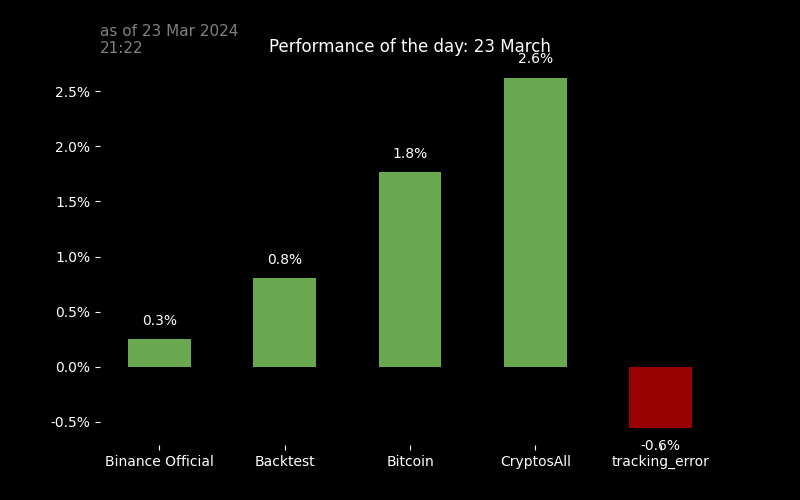 as of 23 Mar 2024
21:22
Performance of the day: 23 March
2.6%
2.5%
2.0%
1.8%
1.5%
1.0%
0.8%
0.5%
0.3%
0.0%
-0.5%
-0.6%
Binance Official
Backtest
Bitcoin
CryptosAll
tracking_error